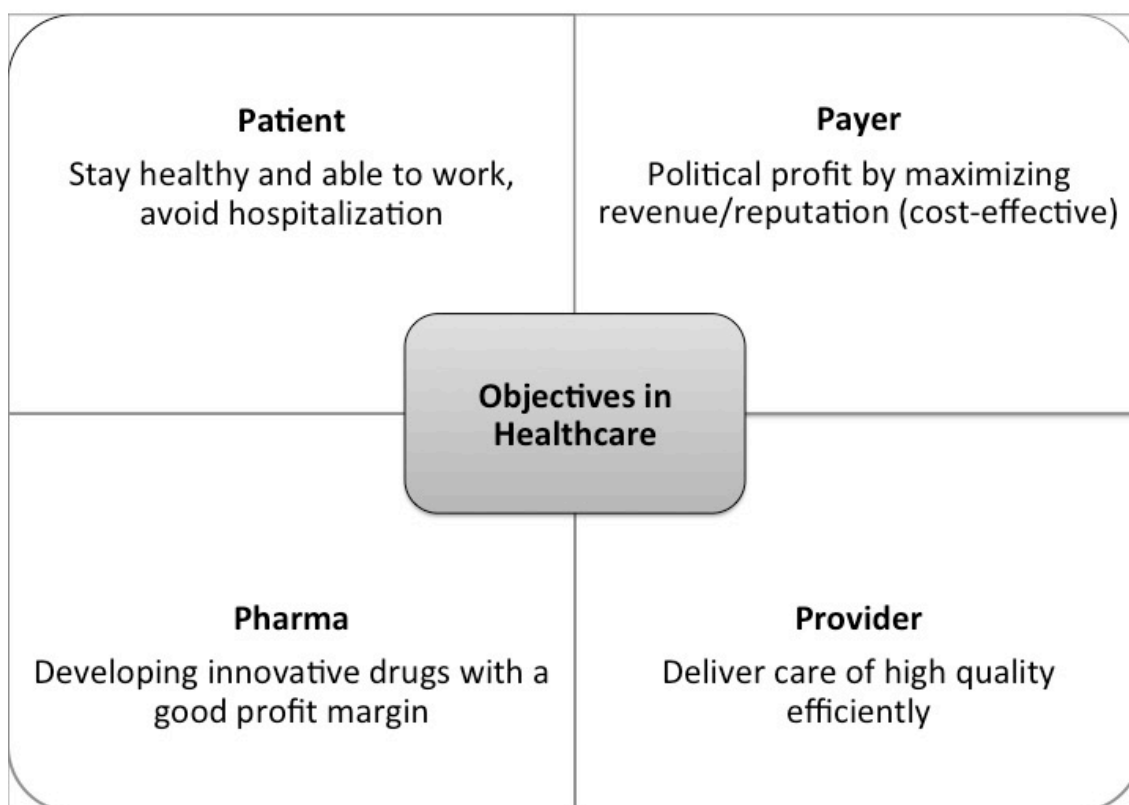 Patient
Stay healthy and able to work,
avoid hospitalization
Payer
Political profit by maximizing
revenue/reputation (cost-effective)
Objectives in
Healthcare
Pharma
Developing innovative drugs with a
good profit margin
Provider
Deliver care of high quality
efficiently